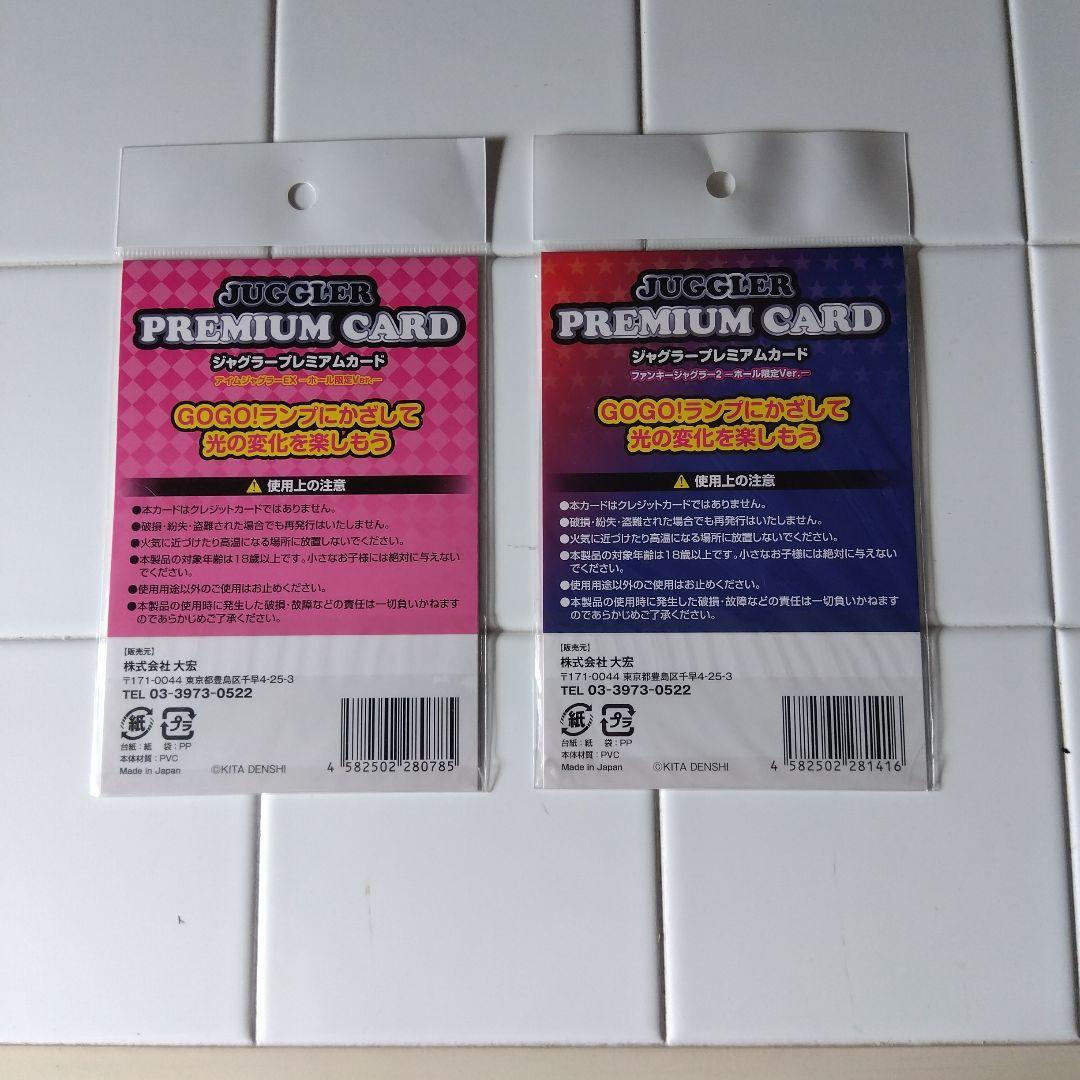 JUGGLER
PREMIUM CARD
ジャグラープレミアムカード
アイムジャグラーEX ーホール限定Ver.ー
GOGO!ランプにかざして
光の変化を楽しもう
使用上の注意
●本カードはクレジットカードではありません。
●破損・紛失・盗難された場合でも再発行はいたしません。
●火気に近づけたり高温になる場所に放置しないでください。
●本製品の対象年齢は18歳以上です。小さなお子様には絶対に与えない
でください。
●使用用途以外のご使用はお止めください。
●本製品の使用時に発生した破損・故障などの責任は一切負いかねます
のであらかじめご了承ください。
【販売元】
株式会社 大宏
〒171-0044 東京都豊島区千早4-25-3
TEL 03-3973-0522
紙 プラ
台紙：紙 袋：PP
本体材質：PVC
Made in Japan ©KITA DENSHI
4 582502 280785
JUGGLER
PREMIUM CARD
ジャグラープレミアムカード
ファンキージャグラー2 ーホール限定Ver.ー
GOGO!ランプにかざして
光の変化を楽しもう
使用上の注意
●本カードはクレジットカードではありません。
●破損・紛失・盗難された場合でも再発行はいたしません。
●火気に近づけたり高温になる場所に放置しないでください。
●本製品の対象年齢は18歳以上です。小さなお子様には絶対に与えない
でください。
●使用用途以外のご使用はお止めください。
●本製品の使用時に発生した破損・故障などの責任は一切負いかねます
のであらかじめご了承ください。
【販売元】
株式会社 大宏
〒171-0044 東京都豊島区千早4-25-3
TEL 03-3973-0522
紙 プラ
台紙：紙 袋：PP
本体材質：PVC
Made in Japan ©KITA DENSHI
4 582502 281416